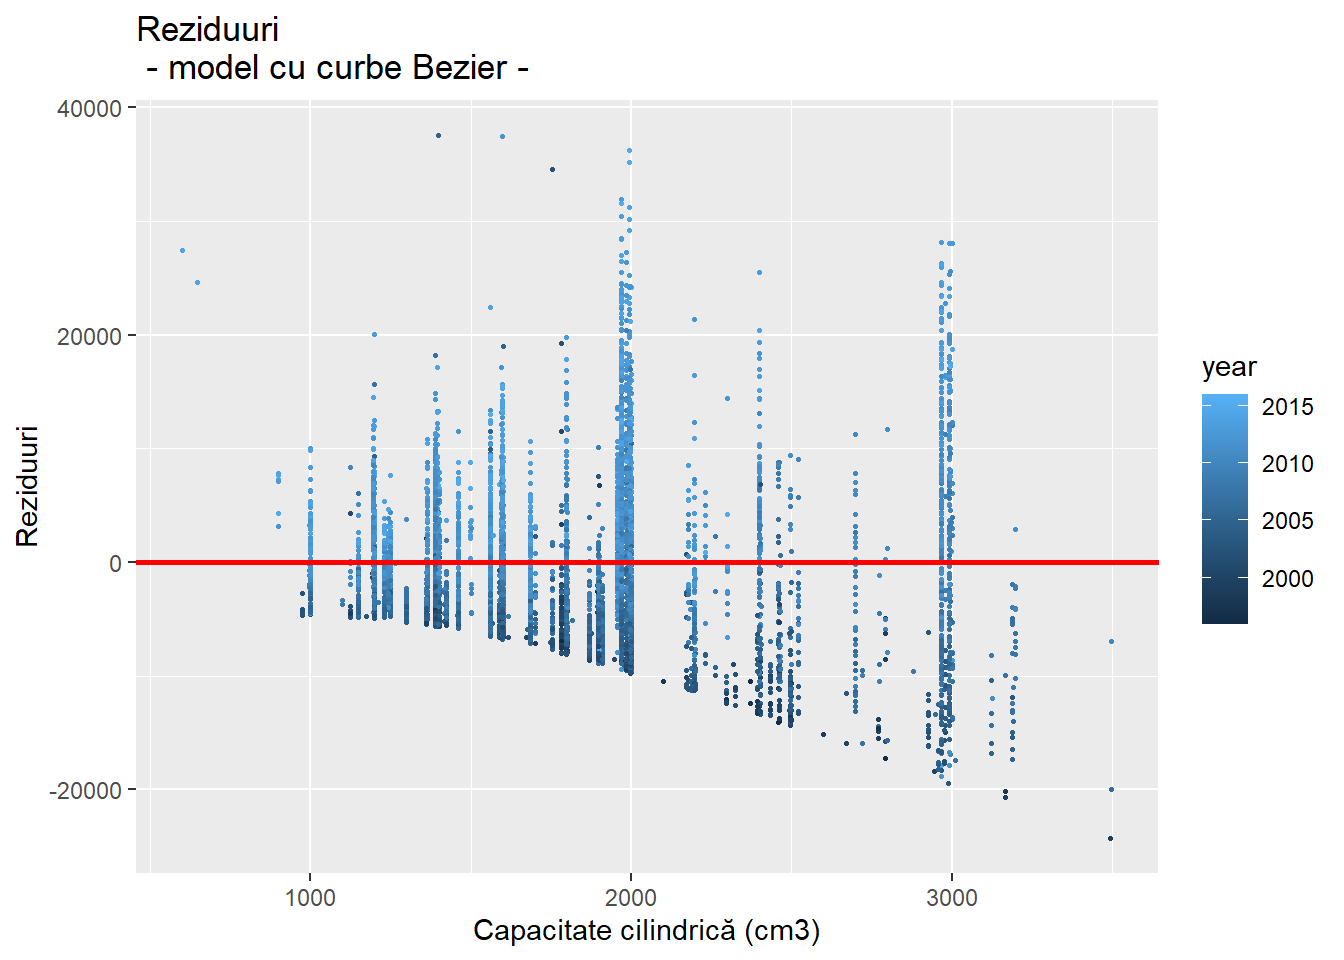 Reziduuri
- model cu curbe Bezier -
40000
20000
0
-20000
Reziduuri
1000
2000
3000
Capacitate cilindrică (cm3)
year
2015
2010
2005
2000